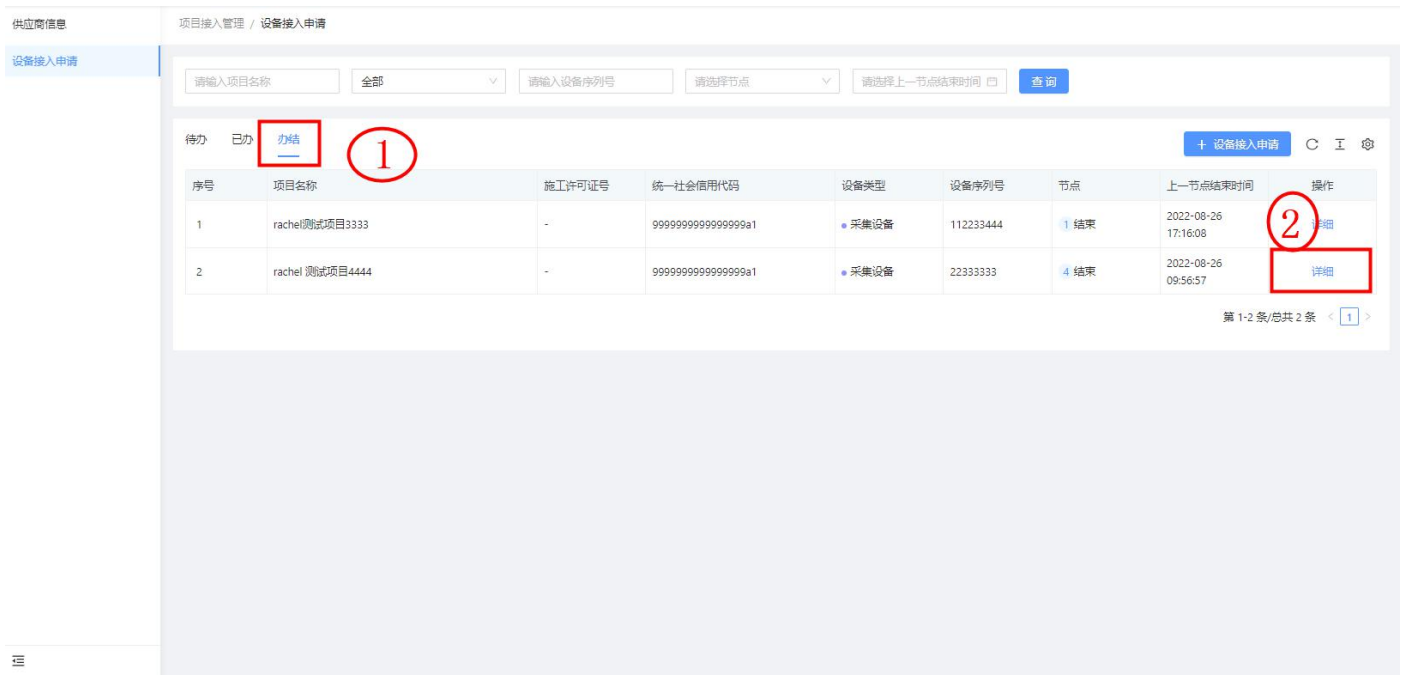 供应商信息
设备接入申请
项目接入管理 / 设备接入申请
请输入项目名称 全部 请输入设备序列号 请选择节点 请选择上一节点结束时间 查询
待办 已办 办结 ① + 设备接入申请
序号 项目名称 施工许可证号 统一社会信用代码 设备类型 设备序列号 节点 上一节点结束时间 操作
1 rachel测试项目3333 - 9999999999999999a1 采集设备 112233444 1 结束 2022-08-26 17:16:08 ② 详细
2 rachel 测试项目4444 - 9999999999999999a1 采集设备 22333333 4 结束 2022-08-26 09:56:57 详细
第 1-2 条/总共 2 条 < 1 >